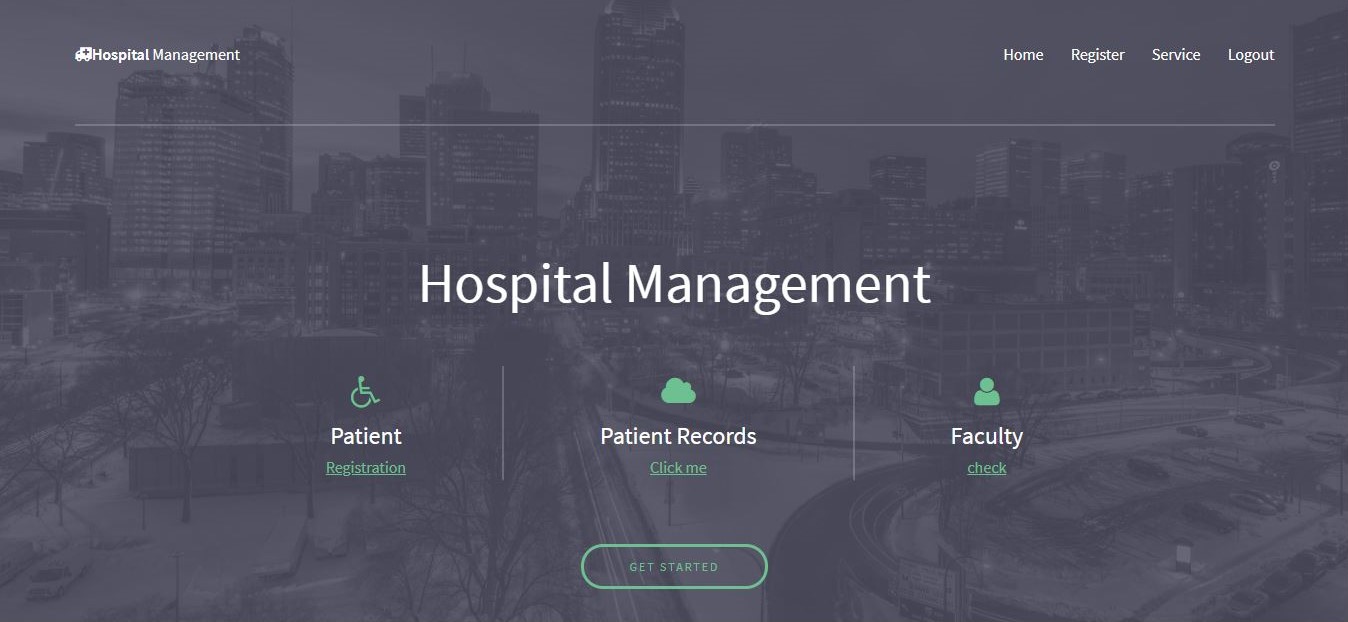 Hospital Management
Home Register Service Logout
Hospital Management
Patient Patient Records Faculty
Registration Click me check
GET STARTED